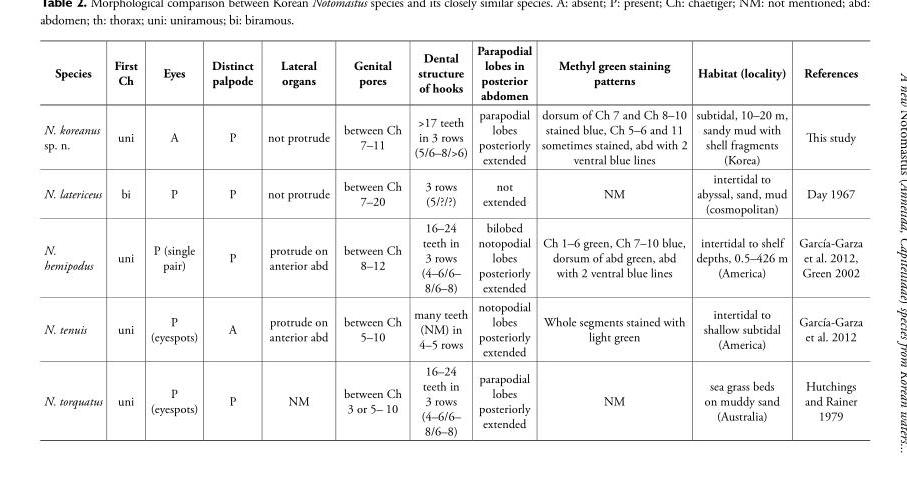 Table 2. Morphological comparison between Korean Notomastus species and its closely similar species. A: absent; P: present; Ch: chaetiger; NM: not mentioned; abd:
abdomen; th: thorax; uni: uniramous; bi: biramous.
Species
First
Ch
Eyes
Distinct
palpode
Lateral
organs
Genital
pores
Dental
structure
of hooks
Parapodial
lobes in
posterior
abdomen
Methyl green staining
patterns
Habitat (locality)
References
N. koreanus
sp. n.
uni
A
P
not protrude
between Ch
7–11
>17 teeth
in 3 rows
(5/6–8/>6)
parapodial
lobes
posteriorly
extended
dorsum of Ch 7 and Ch 8–10
stained blue, Ch 5–6 and 11
sometimes stained, abd with 2
ventral blue lines
subtidal, 10–20 m,
sandy mud with
shell fragments
(Korea)
This study
N. latericeus
bi
P
P
not protrude
between Ch
7–20
3 rows
(5/?/?)
not
extended
NM
intertidal to
abyssal, sand, mud
(cosmopolitan)
Day 1967
N.
hemipodus
uni
P (single
pair)
P
protrude on
anterior abd
between Ch
8–12
16–24
teeth in
3 rows
(4–6/6–
8/6–8)
bilobed
notopodial
lobes
posteriorly
extended
Ch 1–6 green, Ch 7–10 blue,
dorsum of abd green, abd
with 2 ventral blue lines
intertidal to shelf
depths, 0.5–426 m
(America)
García-Garza
et al. 2012,
Green 2002
N. tenuis
uni
P
(eyespots)
A
protrude on
anterior abd
between Ch
5–10
many teeth
(NM) in
4–5 rows
notopodial
lobes
posteriorly
extended
Whole segments stained with
light green
intertidal to
shallow subtidal
(America)
García-Garza
et al. 2012
N. torquatus
uni
P
(eyespots)
P
NM
between Ch
3 or 5– 10
16–24
teeth in
3 rows
(4–6/6–
8/6–8)
parapodial
lobes
posteriorly
extended
NM
sea grass beds
on muddy sand
(Australia)
Hutchings
and Rainer
1979
A new Notomastus (Annelida, Capitellidae) species from Korean waters...